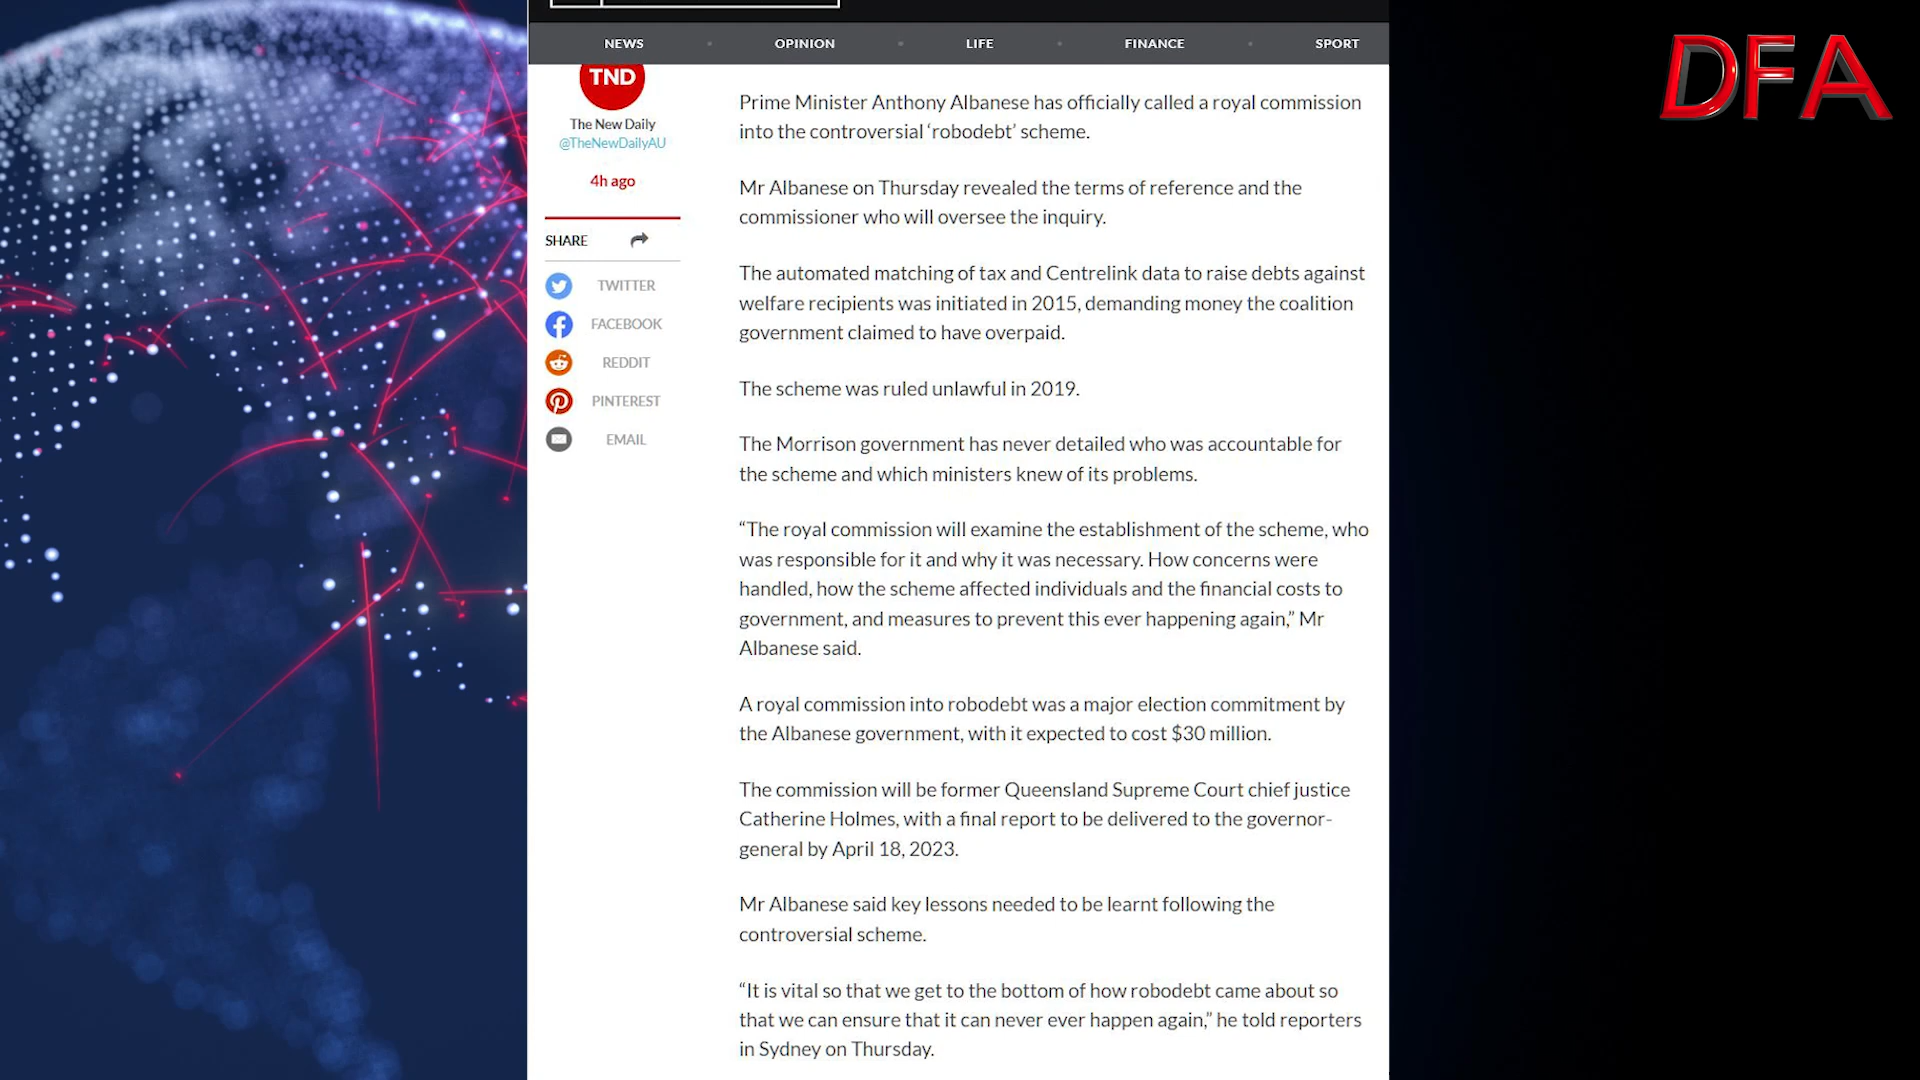 NEWS
OPINION
LIFE
FINANCE
SPORT
DFA
TND
The New Daily
@TheNewDailyAU
4h ago
SHARE
TWITTER
FACEBOOK
REDDIT
PINTEREST
EMAIL
Prime Minister Anthony Albanese has officially called a royal commission
into the controversial ‘robodebt’ scheme.
Mr Albanese on Thursday revealed the terms of reference and the
commissioner who will oversee the inquiry.
The automated matching of tax and Centrelink data to raise debts against
welfare recipients was initiated in 2015, demanding money the coalition
government claimed to have overpaid.
The scheme was ruled unlawful in 2019.
The Morrison government has never detailed who was accountable for
the scheme and which ministers knew of its problems.
“The royal commission will examine the establishment of the scheme, who
was responsible for it and why it was necessary. How concerns were
handled, how the scheme affected individuals and the financial costs to
government, and measures to prevent this ever happening again,” Mr
Albanese said.
A royal commission into robodebt was a major election commitment by
the Albanese government, with it expected to cost $30 million.
The commission will be former Queensland Supreme Court chief justice
Catherine Holmes, with a final report to be delivered to the governor-
general by April 18, 2023.
Mr Albanese said key lessons needed to be learnt following the
controversial scheme.
“It is vital so that we get to the bottom of how robodebt came about so
that we can ensure that it can never ever happen again,” he told reporters
in Sydney on Thursday.